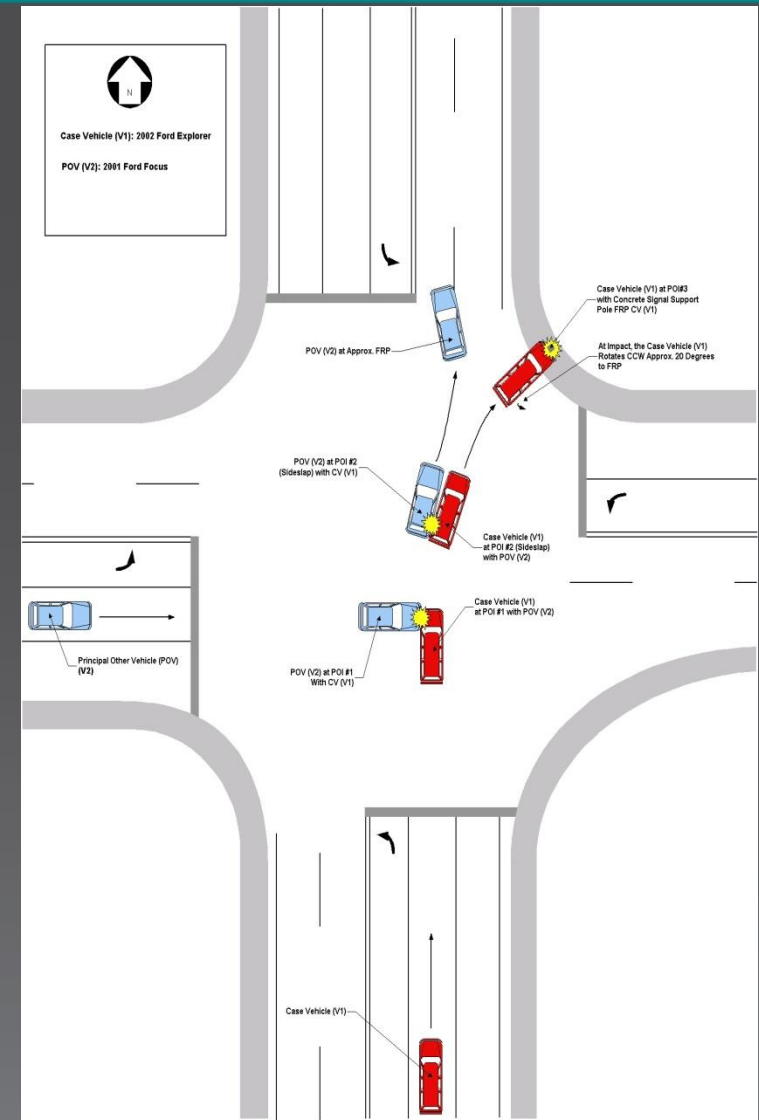 N
Case Vehicle (V1): 2002 Ford Explorer
POV (V2): 2001 Ford Focus
Case Vehicle (V1) at POI#3
with Concrete Signal Support
Pole FRP CV (V1)
At Impact, the Case Vehicle (V1)
Rotates CCW Approx. 20 Degrees
to FRP
POV (V2) at Approx. FRP
POV (V2) at POI #2
(Sideslap) with CV (V1)
Case Vehicle (V1)
at POI #2 (Sideslap)
with POV (V2)
Case Vehicle (V1)
at POI #1 with POV (V2)
Principal Other Vehicle (POV)
(V2)
POV (V2) at POI #1
With CV (V1)
Case Vehicle (V1)